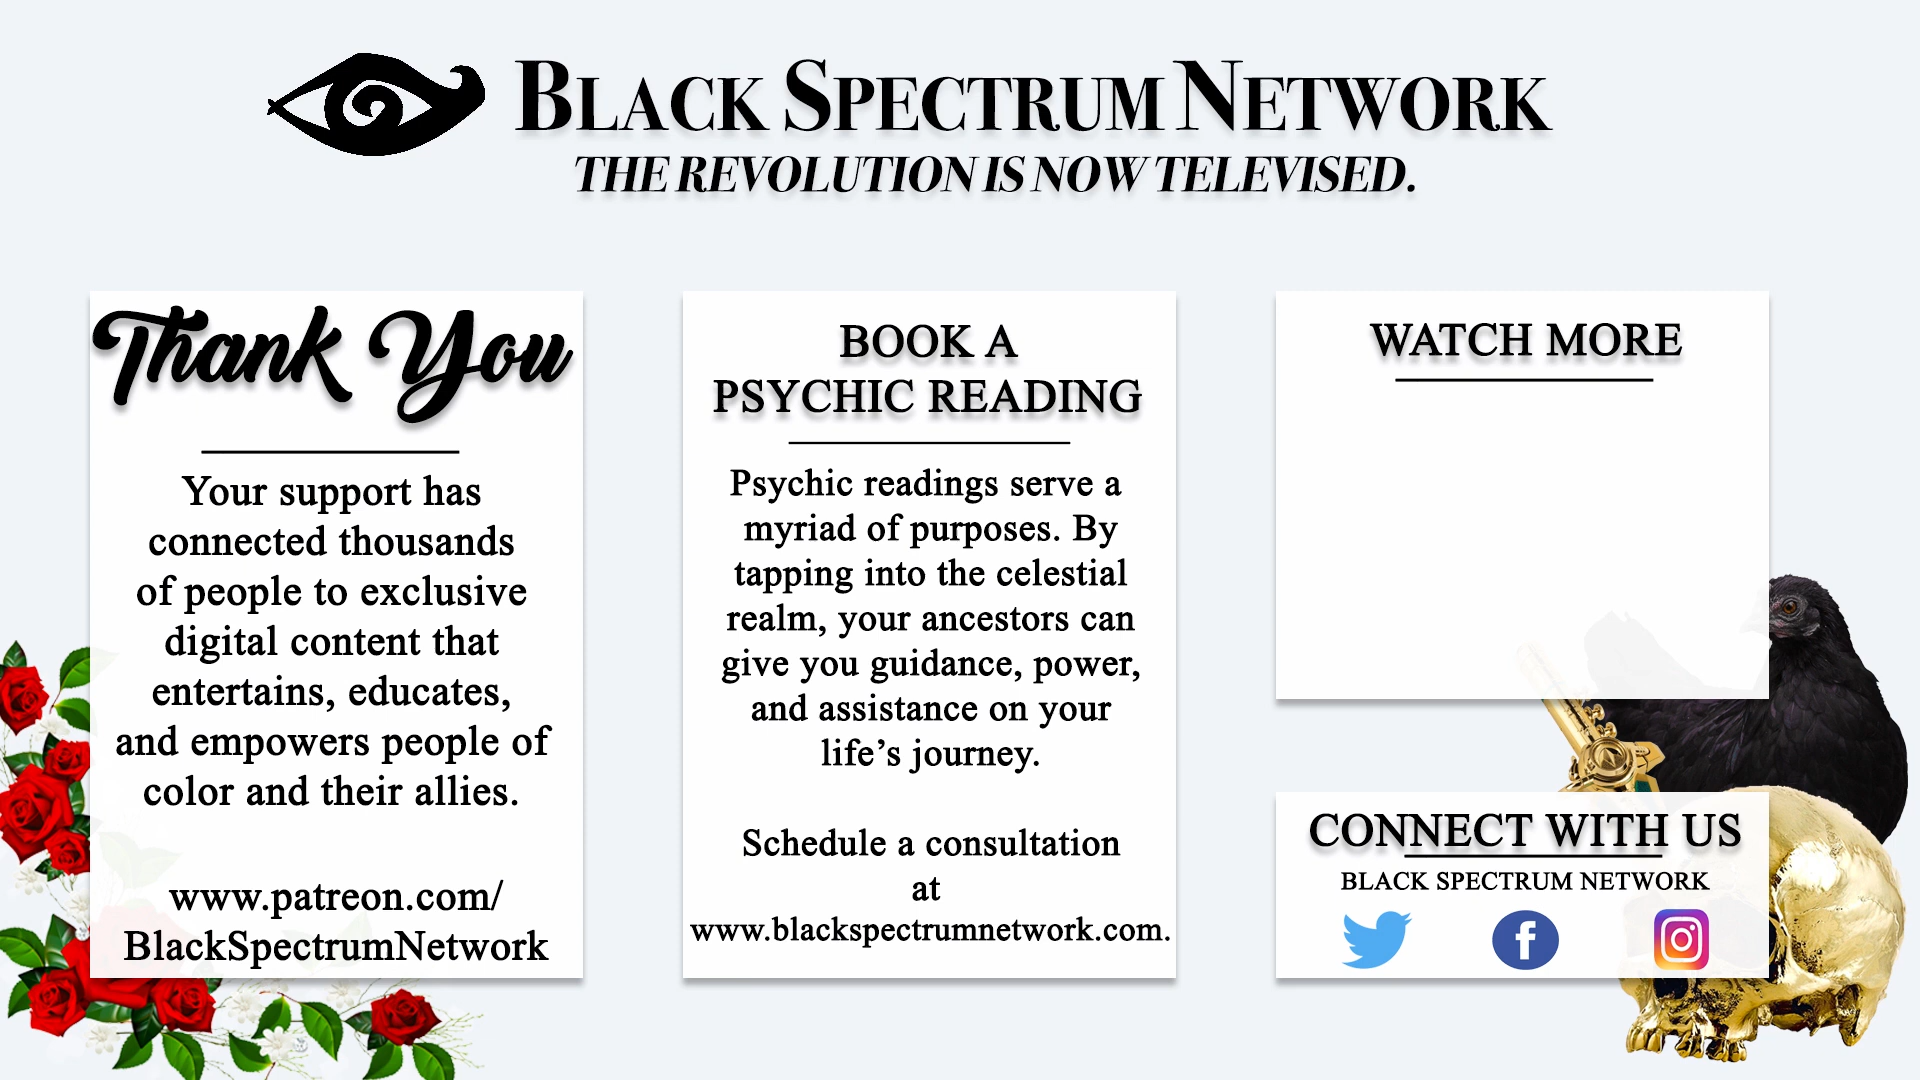 BLACK SPECTRUM NETWORK
THE REVOLUTION IS NOW TELEVISED.
Thank You
Your support has
connected thousands
of people to exclusive
digital content that
entertains, educates,
and empowers people of
color and their allies.
www.patreon.com/
BlackSpectrumNetwork
BOOK A
PSYCHIC READING
Psychic readings serve a
myriad of purposes. By
tapping into the celestial
realm, your ancestors can
give you guidance, power,
and assistance on your
life’s journey.
Schedule a consultation
at
www.blackspectrumnetwork.com.
WATCH MORE
CONNECT WITH US
BLACK SPECTRUM NETWORK